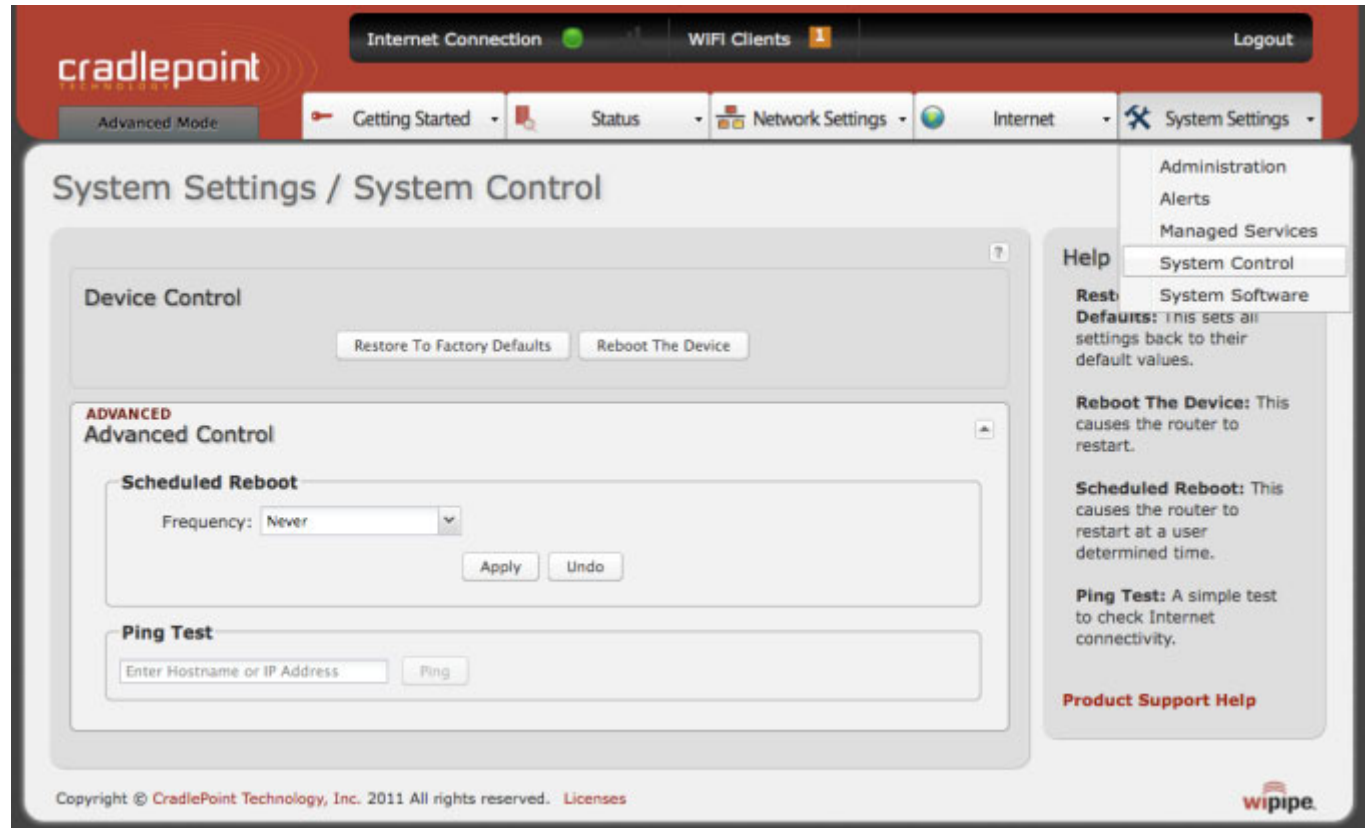 Internet Connection
WiFi Clients 1
Logout
cradlepoint
TECHNOLOGY
Advanced Mode
Getting Started
Status
Network Settings
Internet
System Settings
Administration
Alerts
Managed Services
System Control
System Software
System Settings / System Control
?
Device Control
Restore To Factory Defaults
Reboot The Device
ADVANCED
Advanced Control
Scheduled Reboot
Frequency: Never
Apply
Undo
Ping Test
Enter Hostname or IP Address
Ping
Help
Defaults: This sets all
settings back to their
default values.
Reboot The Device: This
causes the router to
restart.
Scheduled Reboot: This
causes the router to
restart at a user
determined time.
Ping Test: A simple test
to check Internet
connectivity.
Product Support Help
Copyright © CradlePoint Technology, Inc. 2011 All rights reserved. Licenses
wipipe.